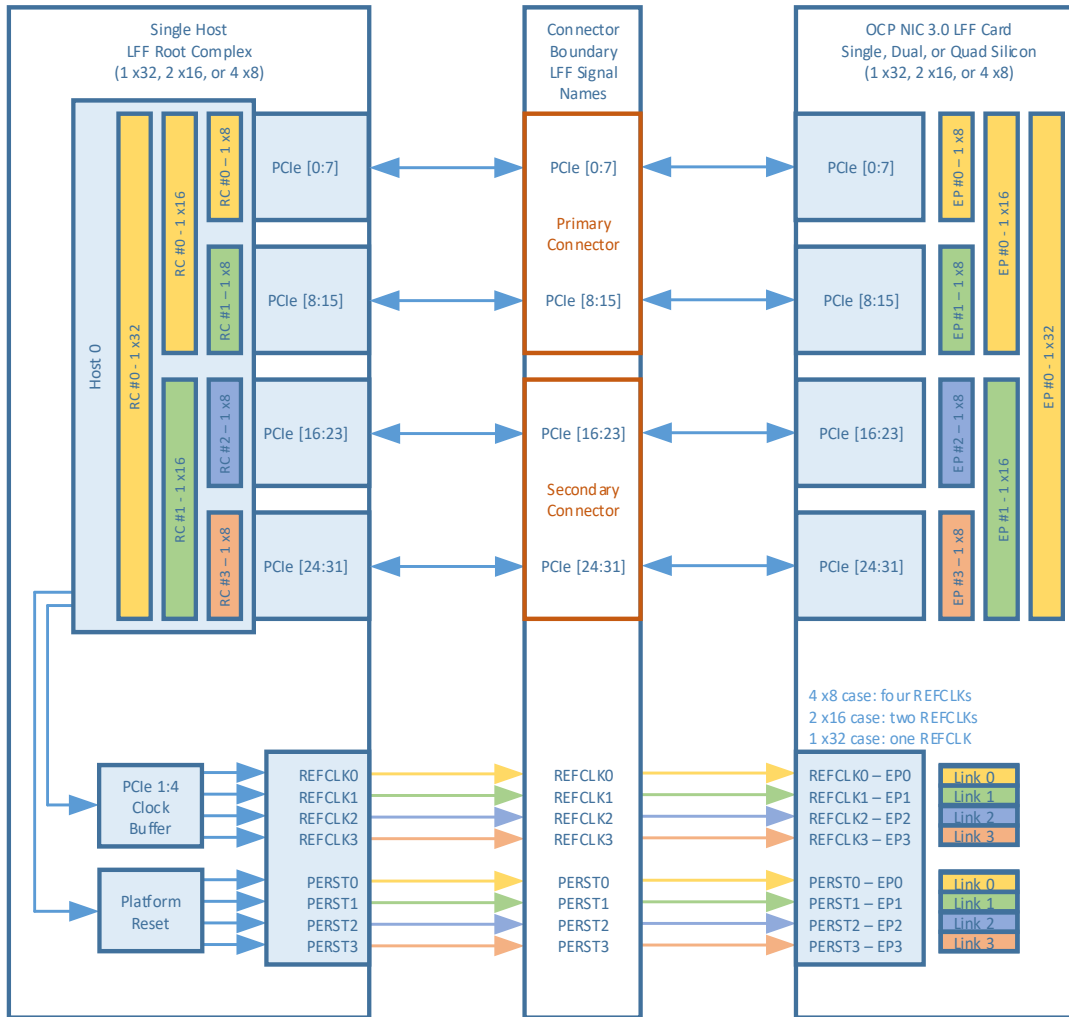 Single Host
LFF Root Complex
(1 x32, 2 x16, or 4 x8)
Host 0
RC #0 - 1 x32
RC #0 - 1 x16
RC #1 - 1 x16
RC #0 – 1 x8
RC #1 – 1 x8
RC #2 – 1 x8
RC #3 – 1 x8
PCIe [0:7]
PCIe [8:15]
PCIe [16:23]
PCIe [24:31]
PCIe 1:4
Clock
Buffer
Platform
Reset
REFCLK0
REFCLK1
REFCLK2
REFCLK3
PERST0
PERST1
PERST2
PERST3
Connector
Boundary
LFF Signal
Names
PCIe [0:7]
Primary
Connector
PCIe [8:15]
PCIe [16:23]
Secondary
Connector
PCIe [24:31]
REFCLK0
REFCLK1
REFCLK2
REFCLK3
PERST0
PERST1
PERST2
PERST3
OCP NIC 3.0 LFF Card
Single, Dual, or Quad Silicon
(1 x32, 2 x16, or 4 x8)
PCIe [0:7]
PCIe [8:15]
PCIe [16:23]
PCIe [24:31]
EP #0 – 1 x8
EP #1 – 1 x8
EP #2 – 1 x8
EP #3 – 1 x8
EP #0 - 1 x16
EP #1 - 1 x16
EP #0 - 1 x32
4 x8 case: four REFCLKs
2 x16 case: two REFCLKs
1 x32 case: one REFCLK
REFCLK0 – EP0
REFCLK1 – EP1
REFCLK2 – EP2
REFCLK3 – EP3
Link 0
Link 1
Link 2
Link 3
PERST0 – EP0
PERST1 – EP1
PERST2 – EP2
PERST3 – EP3
Link 0
Link 1
Link 2
Link 3